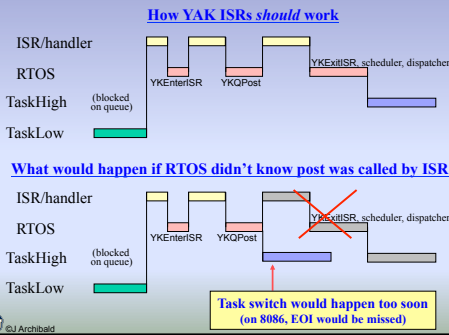 How YAK ISRs should work
ISR/handler
RTOS
YKEnterISR
YKQPost
YKExitISR, scheduler, dispatcher
TaskHigh
(blocked
on queue)
TaskLow
What would happen if RTOS didn't know post was called by ISR
ISR/handler
RTOS
YKEnterISR
YKQPost
YKExitISR, scheduler, dispatcher
TaskHigh
(blocked
on queue)
TaskLow
Task switch would happen too soon
(on 8086, EOI would be missed)
©J Archibald